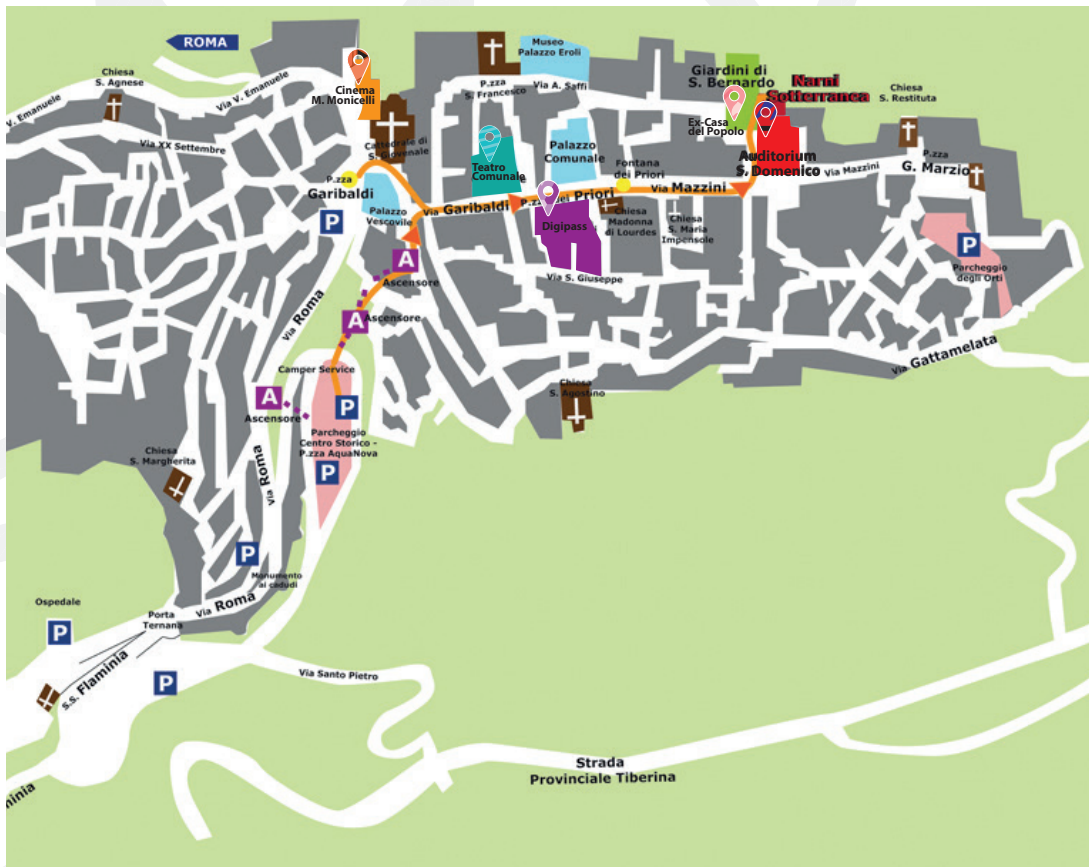 ROMA
Museo
Palazzo Eroli
Chiesa
S. Agnese
Via V. Emanuele
V. Emanuele
Cinema
M. Monicelli
P.zza
S. Francesco
Via A. Saffi
Giardini di
S. Bernardo
Narni
Sotterranea
Chiesa
S. Restituta
Ex-Casa
del Popolo
Via XX Settembre
Cattedrale di
S. Giovenale
Teatro
Comunale
Palazzo
Comunale
Fontana
dei Priori
Auditorium
S. Domenico
Via Mazzini
P.zza
G. Marzio
P.zza
Garibaldi
P
Palazzo
Vescovile
Via Garibaldi
P.zza dei Priori
Via Mazzini
Digipass
Chiesa
Madonna
di Lourdes
Chiesa
S. Maria
Impensole
P
Parcheggio
degli Orti
A
Ascensore
Via S. Giuseppe
Via Roma
A
Ascensore
Via Gattamelata
Camper Service
A
Ascensore
P
Parcheggio
Centro Storico -
P.zza AquaNova
P
Chiesa
S. Agostino
Chiesa
S. Margherita
Via Roma
P
Monumento
ai caduti
Via Roma
Ospedale
P
Porta
Ternana
s.s. Flaminia
P
Via Santo Pietro
Strada
Provinciale Tiberina
minia